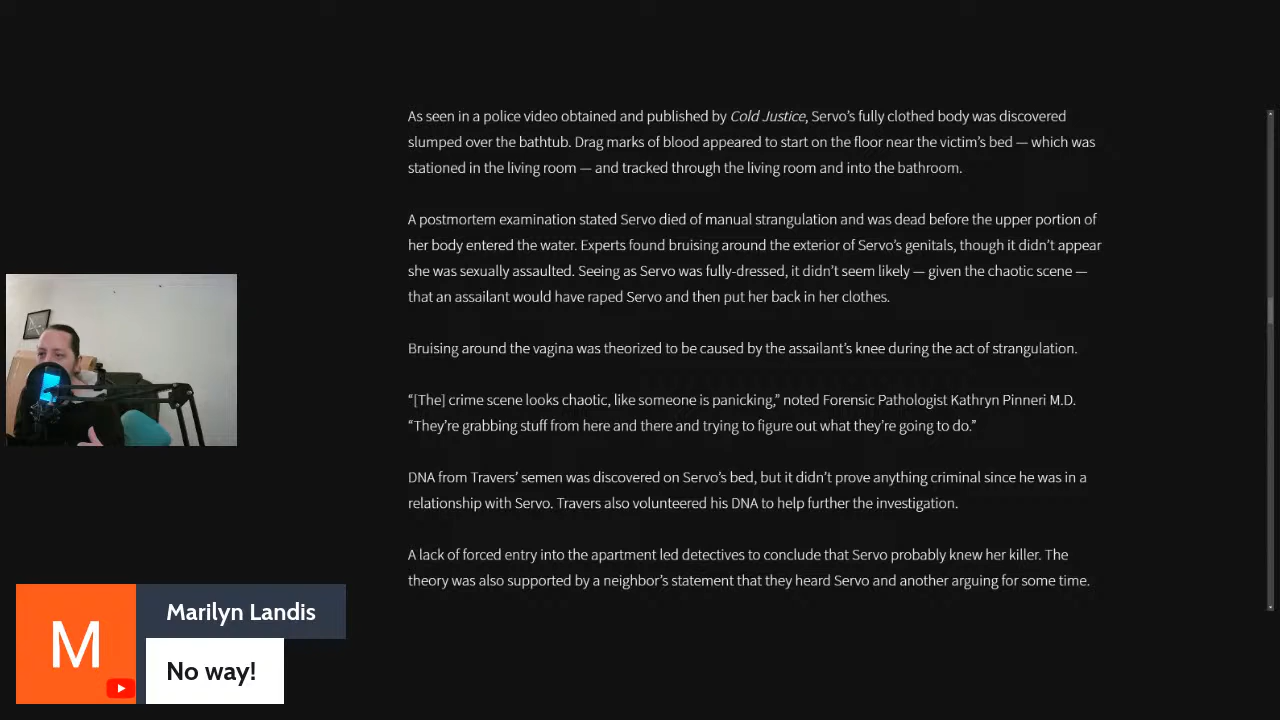 As seen in a police video obtained and published by Cold Justice, Servo’s fully clothed body was discovered
slumped over the bathtub. Drag marks of blood appeared to start on the floor near the victim’s bed — which was
stationed in the living room — and tracked through the living room and into the bathroom.
A postmortem examination stated Servo died of manual strangulation and was dead before the upper portion of
her body entered the water. Experts found bruising around the exterior of Servo’s genitals, though it didn’t appear
she was sexually assaulted. Seeing as Servo was fully-dressed, it didn’t seem likely — given the chaotic scene —
that an assailant would have raped Servo and then put her back in her clothes.
Bruising around the vagina was theorized to be caused by the assailant’s knee during the act of strangulation.
“[The] crime scene looks chaotic, like someone is panicking,” noted Forensic Pathologist Kathryn Pinneri M.D.
“They’re grabbing stuff from here and there and trying to figure out what they’re going to do.”
DNA from Travers’ semen was discovered on Servo’s bed, but it didn’t prove anything criminal since he was in a
relationship with Servo. Travers also volunteered his DNA to help further the investigation.
A lack of forced entry into the apartment led detectives to conclude that Servo probably knew her killer. The
theory was also supported by a neighbor’s statement that they heard Servo and another arguing for some time.
M
Marilyn Landis
No way!